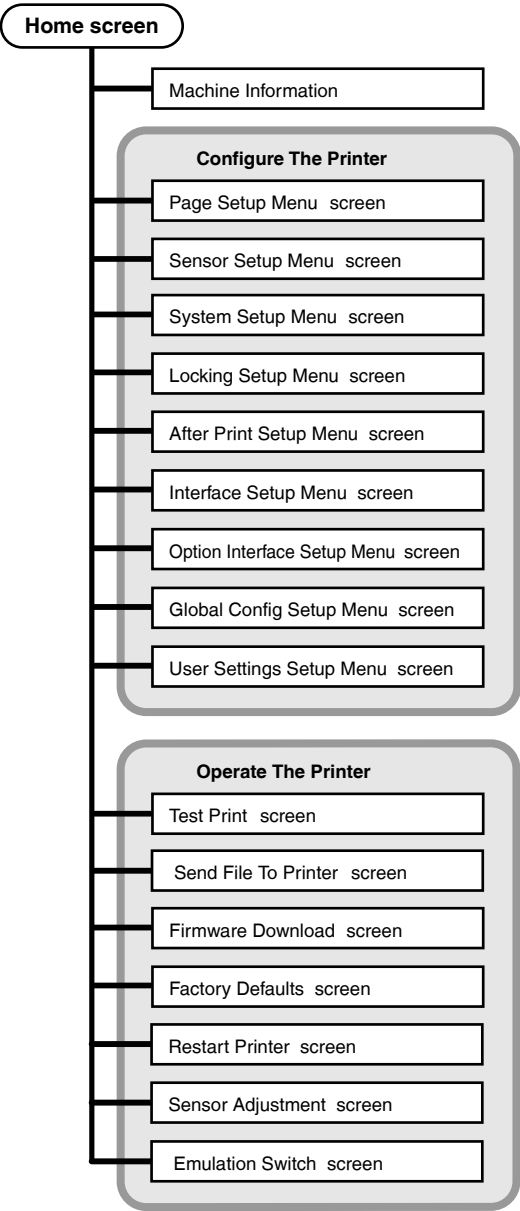 Home screen
Machine Information
Configure The Printer
Page Setup Menu screen
Sensor Setup Menu screen
System Setup Menu screen
Locking Setup Menu screen
After Print Setup Menu screen
Interface Setup Menu screen
Option Interface Setup Menu screen
Global Config Setup Menu screen
User Settings Setup Menu screen
Operate The Printer
Test Print screen
Send File To Printer screen
Firmware Download screen
Factory Defaults screen
Restart Printer screen
Sensor Adjustment screen
Emulation Switch screen